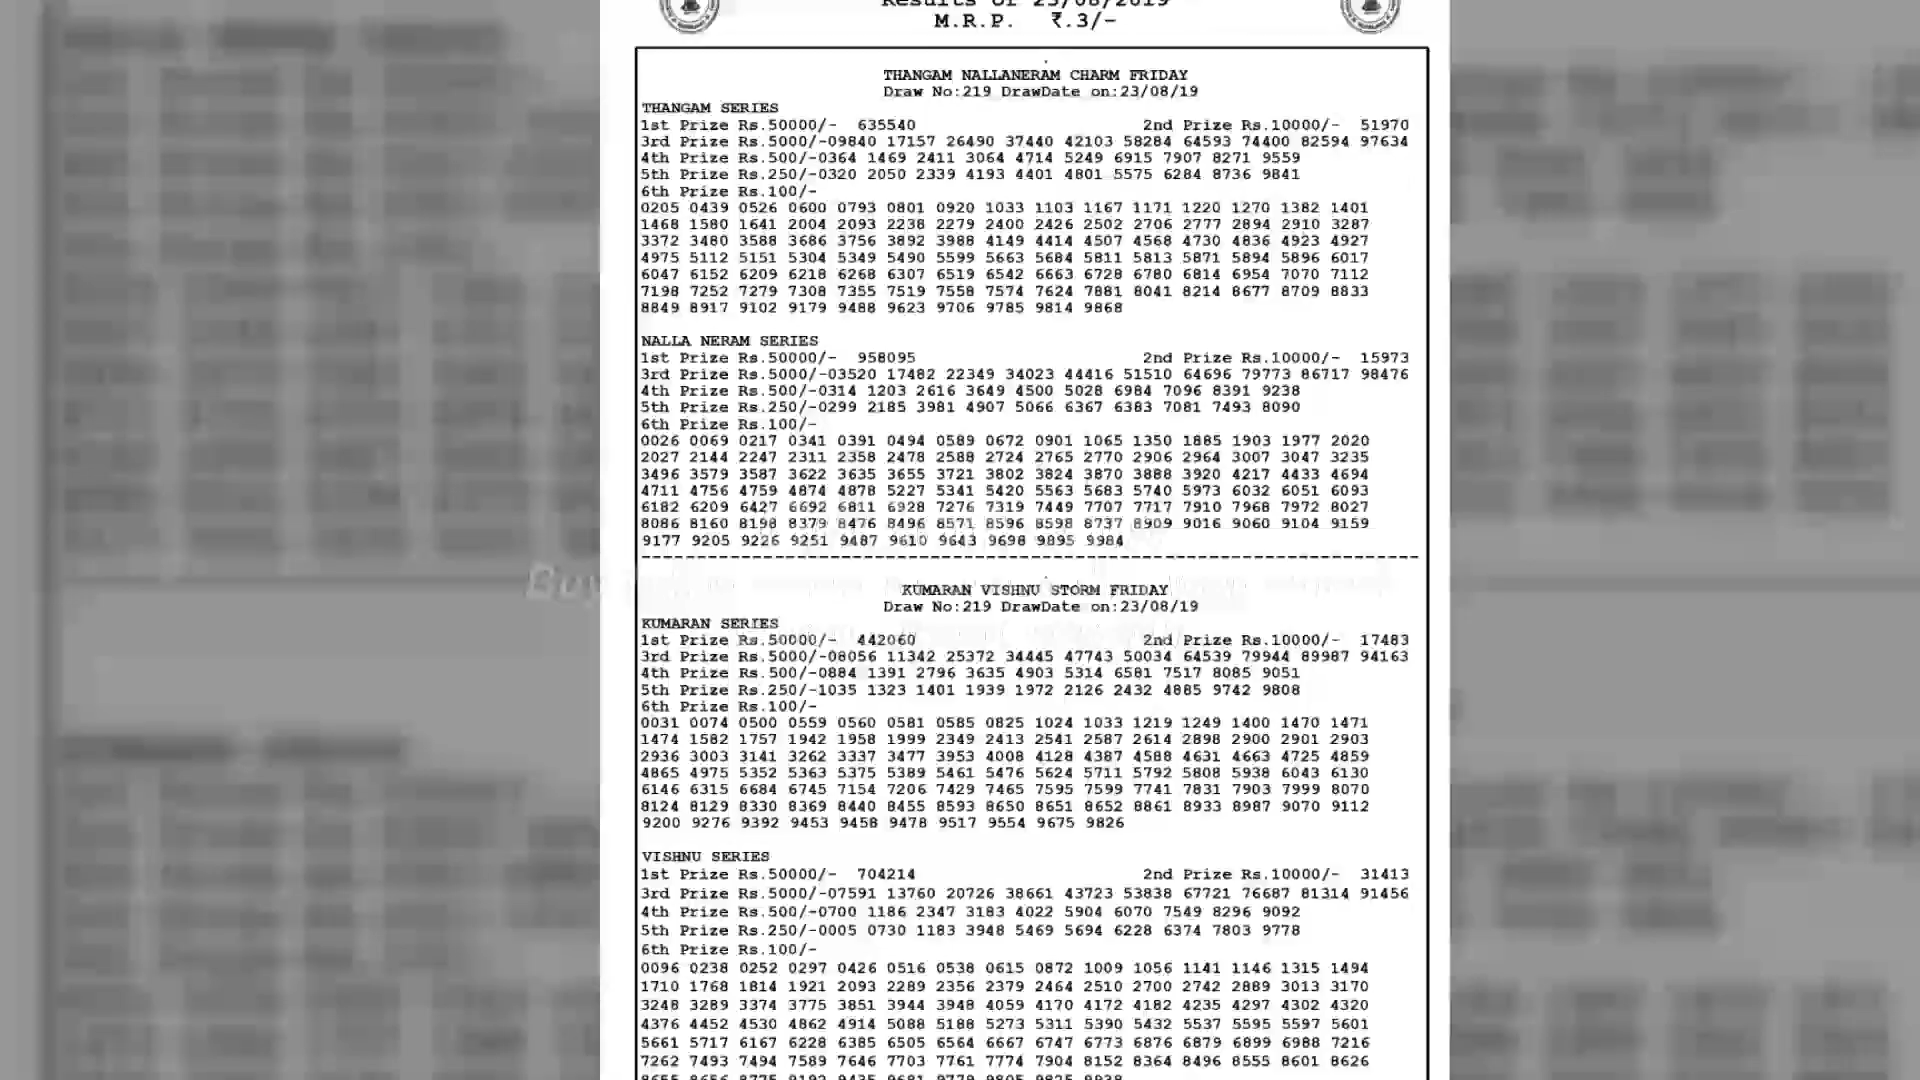 Results of 23/08/2019
M.R.P. ₹.3/-
THANGAM NALLANERAM CHARM FRIDAY
Draw No:219 DrawDate on:23/08/19
THANGAM SERIES
1st Prize Rs.50000/- 635540 2nd Prize Rs.10000/- 51970
3rd Prize Rs.5000/-09840 17157 26490 37440 42103 58284 64593 74400 82594 97634
4th Prize Rs.500/-0364 1469 2411 3064 4714 5249 6915 7907 8271 9559
5th Prize Rs.250/-0320 2050 2339 4193 4401 4801 5575 6284 8736 9841
6th Prize Rs.100/-
0205 0439 0526 0600 0793 0801 0920 1033 1103 1167 1171 1220 1270 1382 1401
1468 1580 1641 2004 2093 2238 2279 2400 2426 2502 2706 2777 2894 2910 3287
3372 3480 3588 3686 3756 3892 3988 4149 4414 4507 4568 4730 4836 4923 4927
4975 5112 5151 5304 5349 5490 5599 5663 5684 5811 5813 5871 5894 5896 6017
6047 6152 6209 6218 6268 6307 6519 6542 6663 6728 6780 6814 6954 7070 7112
7198 7252 7279 7308 7355 7519 7558 7574 7624 7881 8041 8214 8677 8709 8833
8849 8917 9102 9179 9488 9623 9706 9785 9814 9868
NALLA NERAM SERIES
1st Prize Rs.50000/- 958095 2nd Prize Rs.10000/- 15973
3rd Prize Rs.5000/-03520 17482 22349 34023 44416 51510 64696 79773 86717 98476
4th Prize Rs.500/-0314 1203 2616 3649 4500 5028 6984 7096 8391 9238
5th Prize Rs.250/-0299 2185 3981 4907 5066 6367 6383 7081 7493 8090
6th Prize Rs.100/-
0026 0069 0217 0341 0391 0494 0589 0672 0901 1065 1350 1885 1903 1977 2020
2027 2144 2247 2311 2358 2478 2588 2724 2765 2770 2906 2964 3007 3047 3235
3496 3579 3587 3622 3635 3655 3721 3802 3824 3870 3888 3920 4217 4433 4694
4711 4756 4759 4874 4878 5227 5341 5420 5563 5683 5740 5973 6032 6051 6093
6182 6209 6427 6692 6811 6928 7276 7319 7449 7707 7717 7910 7968 7972 8027
8086 8160 8198 8379 8476 8496 8571 8596 8598 8737 8909 9016 9060 9104 9159
9177 9205 9226 9251 9487 9610 9643 9698 9895 9984
KUMARAN VISHNU STORM FRIDAY
Draw No:219 DrawDate on:23/08/19
KUMARAN SERIES
1st Prize Rs.50000/- 442060 2nd Prize Rs.10000/- 17483
3rd Prize Rs.5000/-08056 11342 25372 34445 47743 50034 64539 79944 89987 94163
4th Prize Rs.500/-0884 1391 2796 3635 4903 5314 6581 7517 8085 9051
5th Prize Rs.250/-1035 1323 1401 1939 1972 2126 2432 4885 9742 9808
6th Prize Rs.100/-
0031 0074 0500 0559 0560 0581 0585 0825 1024 1033 1219 1249 1400 1470 1471
1474 1582 1757 1942 1958 1999 2349 2413 2541 2587 2614 2898 2900 2901 2903
2936 3003 3141 3262 3337 3477 3953 4008 4128 4387 4588 4631 4663 4725 4859
4865 4975 5352 5363 5375 5389 5461 5476 5624 5711 5792 5808 5938 6043 6130
6146 6315 6684 6745 7154 7206 7429 7465 7595 7599 7741 7831 7903 7999 8070
8124 8129 8330 8369 8440 8455 8593 8650 8651 8652 8861 8933 8987 9070 9112
9200 9276 9392 9453 9458 9478 9517 9554 9675 9826
VISHNU SERIES
1st Prize Rs.50000/- 704214 2nd Prize Rs.10000/- 31413
3rd Prize Rs.5000/-07591 13760 20726 38661 43723 53838 67721 76687 81314 91456
4th Prize Rs.500/-0700 1186 2347 3183 4022 5904 6070 7549 8296 9092
5th Prize Rs.250/-0005 0730 1183 3948 5469 5694 6228 6374 7803 9778
6th Prize Rs.100/-
0096 0238 0252 0297 0426 0516 0538 0615 0872 1009 1056 1141 1146 1315 1494
1710 1768 1814 1921 2093 2289 2356 2379 2464 2510 2700 2742 2889 3013 3170
3248 3289 3374 3775 3851 3944 3948 4059 4170 4172 4182 4235 4297 4302 4320
4376 4452 4530 4862 4914 5088 5188 5273 5311 5390 5432 5537 5595 5597 5601
5661 5717 6167 6228 6385 6505 6564 6667 6747 6773 6876 6879 6899 6988 7216
7262 7493 7494 7589 7646 7703 7761 7774 7904 8152 8364 8496 8555 8601 8626